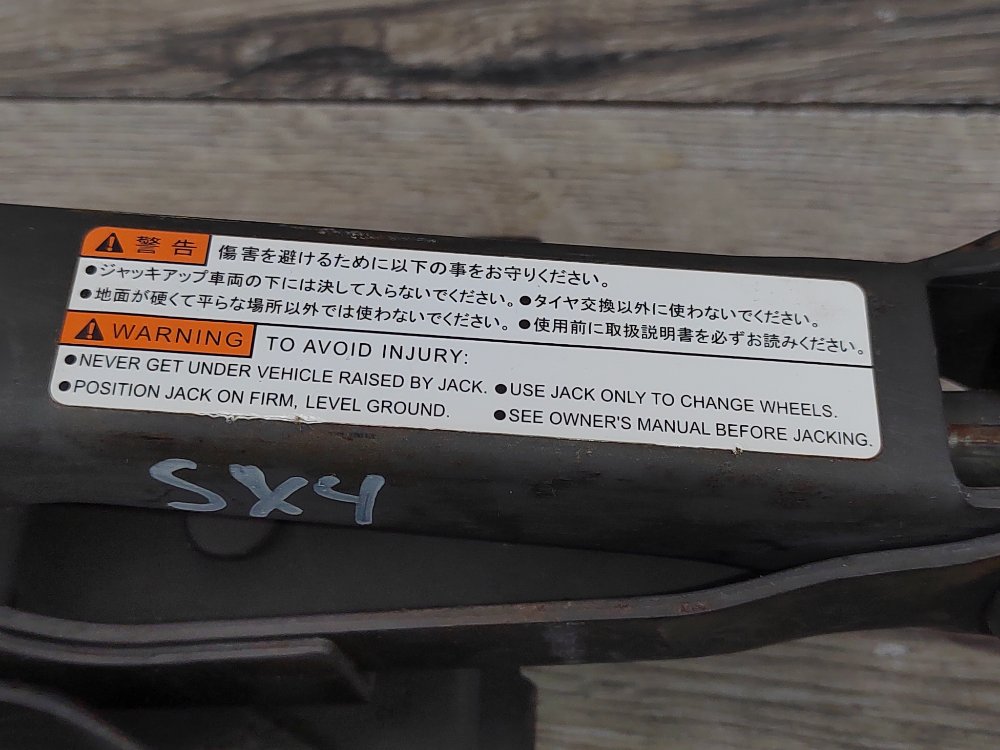 警告 傷害を避けるために以下の事をお守りください。
●ジャッキアップ車両の下には決して入らないでください。 ●タイヤ交換以外に使わないでください。
●地面が硬くて平らな場所以外では使わないでください。 ●使用前に取扱説明書を必ずお読みください。
WARNING TO AVOID INJURY:
●NEVER GET UNDER VEHICLE RAISED BY JACK. ●USE JACK ONLY TO CHANGE WHEELS.
●POSITION JACK ON FIRM, LEVEL GROUND. ●SEE OWNER'S MANUAL BEFORE JACKING.
SX4